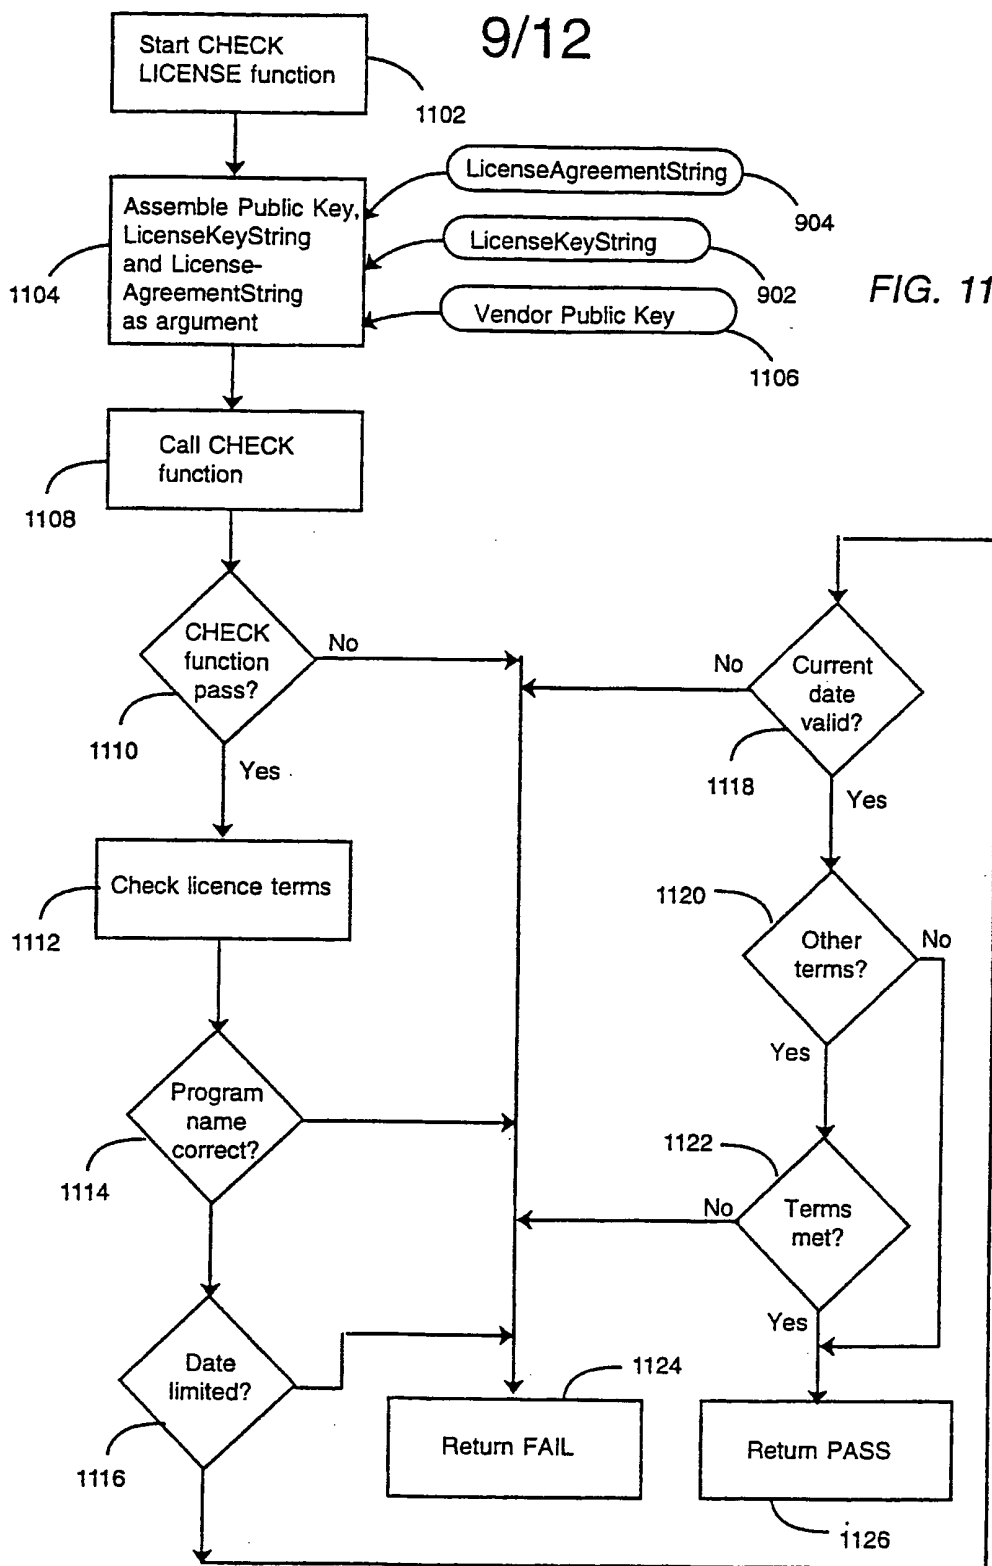 9/12
Start CHECK
LICENSE function
1102
LicenseAgreementString
904
Assemble Public Key,
LicenseKeyString
and License-
AgreementString
as argument
1104
LicenseKeyString
902
FIG. 11
Vendor Public Key
1106
Call CHECK
function
1108
CHECK
function
pass?
No
1110
Yes
No
Current
date
valid?
1118
Yes
Check licence terms
1112
1120
Other
terms?
No
Yes
Program
name
correct?
1114
1122
No
Terms
met?
Yes
Date
limited?
1116
1124
Return FAIL
Return PASS
1126